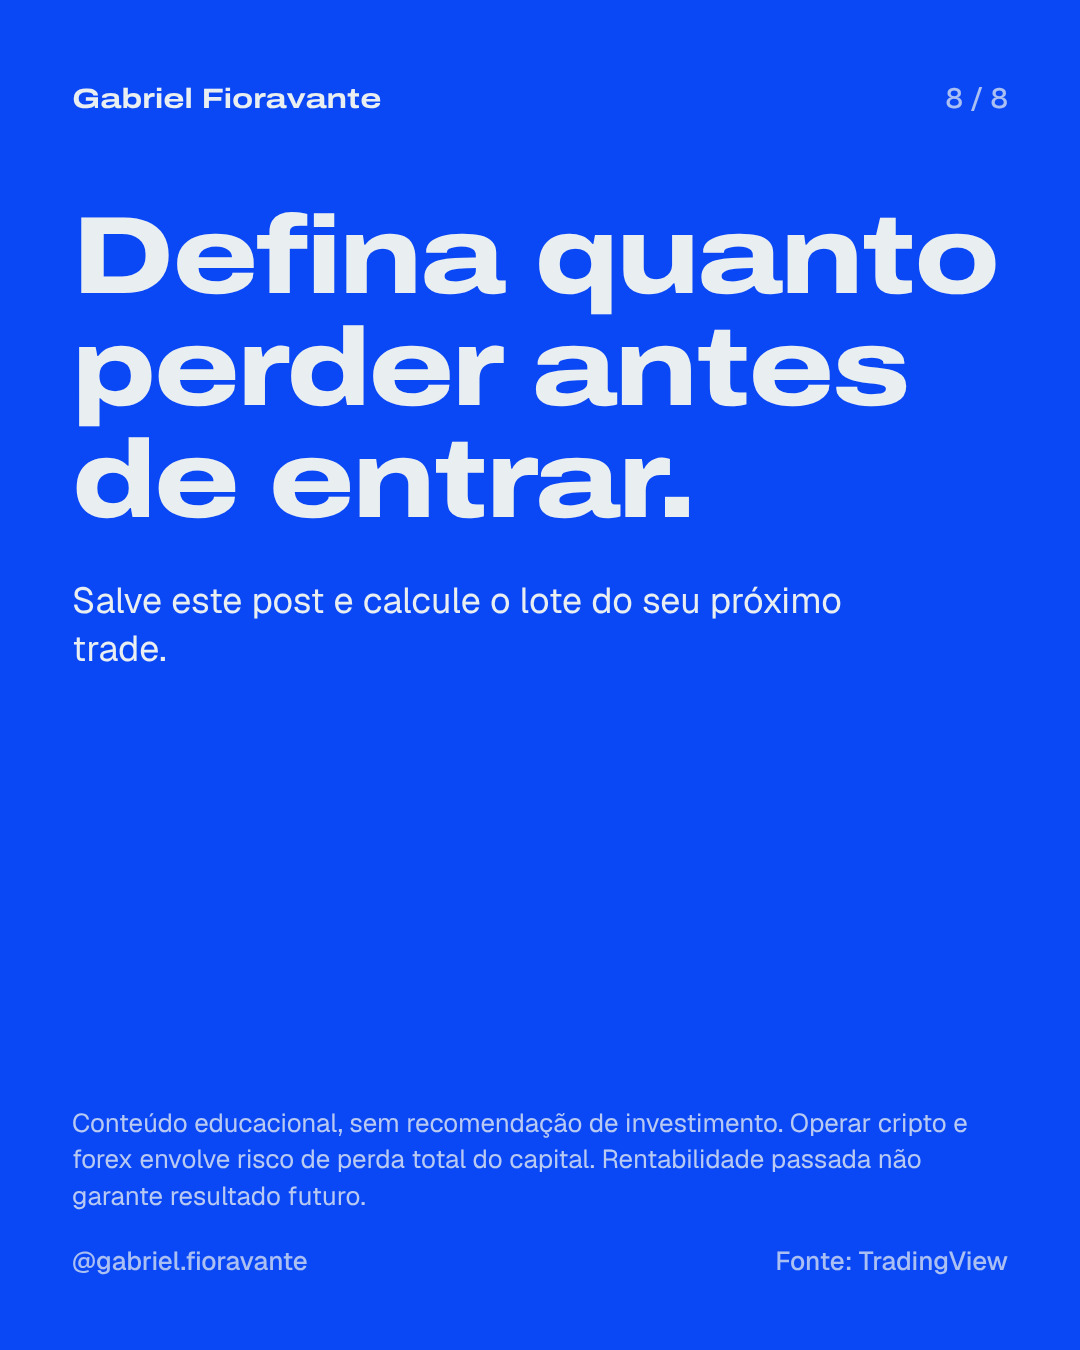 Gabriel Fioravante
8 / 8
Defina quanto
perder antes
de entrar.
Salve este post e calcule o lote do seu próximo
trade.
Conteúdo educacional, sem recomendação de investimento. Operar cripto e
forex envolve risco de perda total do capital. Rentabilidade passada não
garante resultado futuro.
@gabriel.fioravante
Fonte: TradingView